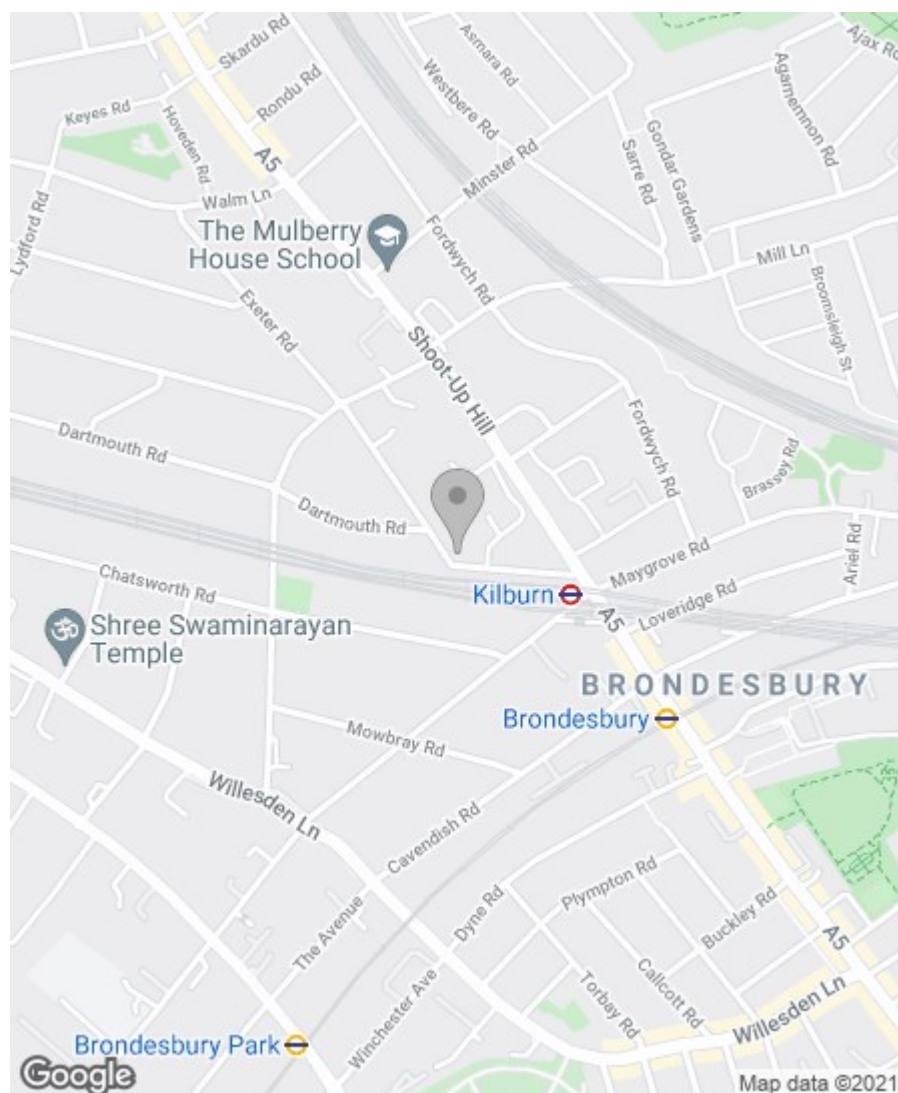 Skardu Rd
Asmara Rd
Ajax Ro
Rondu Rd
Westbere Rd
Agamemnon Rd
Keyes Rd
Hoveden Rd
A5
Gondar Gardens
Minster Rd
Sarre Rd
Walm Ln
Lydford Rd
The Mulberry
House School
Fordwych Rd
Mill Ln
Exeter Rd
Broomsleigh St
Shoot-Up Hill
Fordwych Rd
Dartmouth Rd
Brassey Rd
Dartmouth Rd
Ariel Rd
Maygrove Rd
Chatsworth Rd
Kilburn
Loveridge Rd
A5
Shree Swaminarayan
Temple
BRONDESBURY
Brondesbury
Mowbray Rd
Willesden Ln
Cavendish Rd
Plympton Rd
Dyne Rd
Buckley Rd
The Avenue
A5
Callcott Rd
Winchester Ave
Torbay Rd
Willesden Ln
Brondesbury Park
Google
Map data ©2021